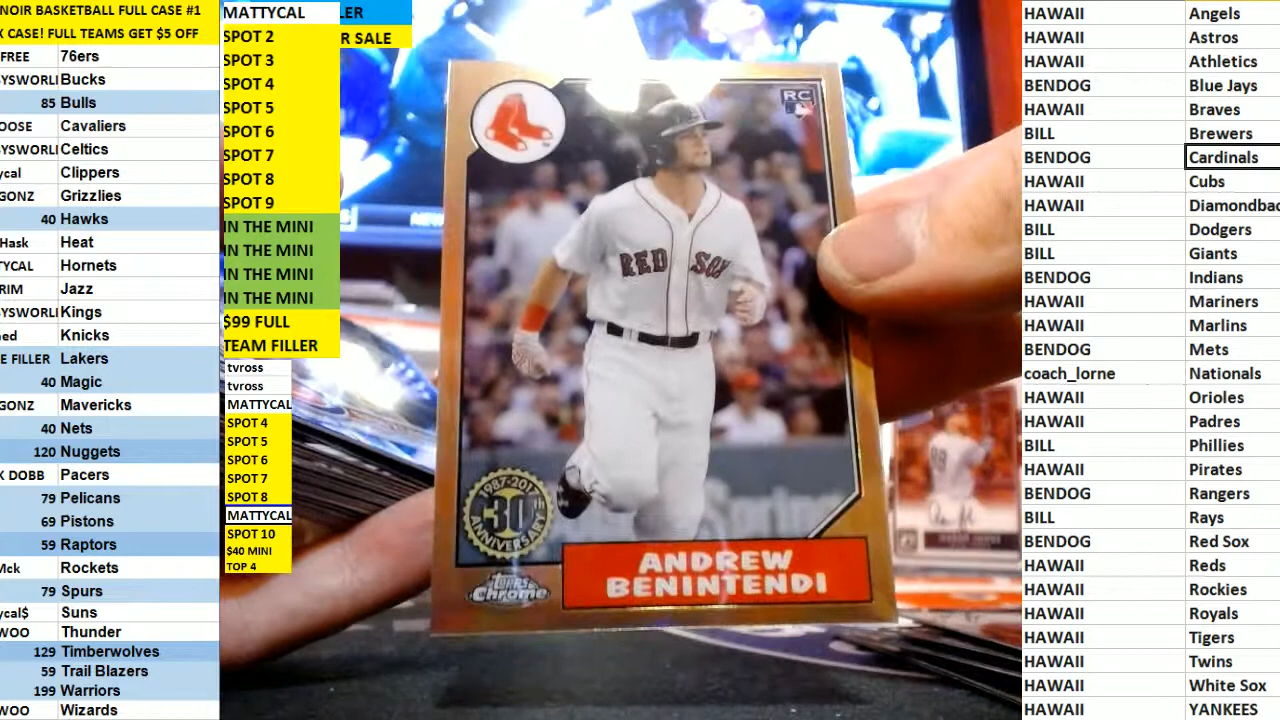 NOIR BASKETBALL FULL CASE #1
CASE! FULL TEAMS GET $5 OFF
FREE 76ers
Bucks
85 Bulls
Cavaliers
Celtics
Clippers
GONZ Grizzlies
40 Hawks
Hask Heat
Hornets
Jazz
Kings
Knicks
FILLER Lakers
40 Magic
GONZ Mavericks
40 Nets
120 Nuggets
DOBB Pacers
79 Pelicans
69 Pistons
59 Raptors
Rockets
79 Spurs
Suns
WOO Thunder
129 Timberwolves
59 Trail Blazers
199 Warriors
WOO Wizards
MATTYCAL LER
SPOT 2 R SALE
SPOT 3
SPOT 4
SPOT 5
SPOT 6
SPOT 7
SPOT 8
SPOT 9
IN THE MINI
IN THE MINI
IN THE MINI
IN THE MINI
$99 FULL
TEAM FILLER
tvross
tvross
MATTYCAL
SPOT 4
SPOT 5
SPOT 6
SPOT 7
SPOT 8
MATTYCAL
SPOT 10
$40 MINI
TOP 4
RC
RED SOX
1987-2017
30TH
ANNIVERSARY
Topps
Chrome
ANDREW
BENINTENDI
HAWAII Angels
HAWAII Astros
HAWAII Athletics
BENDOG Blue Jays
HAWAII Braves
BILL Brewers
BENDOG Cardinals
HAWAII Cubs
HAWAII Diamondbac
BILL Dodgers
BILL Giants
BENDOG Indians
HAWAII Mariners
HAWAII Marlins
BENDOG Mets
coach_lorne Nationals
HAWAII Orioles
HAWAII Padres
BILL Phillies
HAWAII Pirates
BENDOG Rangers
BILL Rays
BENDOG Red Sox
HAWAII Reds
HAWAII Rockies
HAWAII Royals
HAWAII Tigers
HAWAII Twins
HAWAII White Sox
HAWAII YANKEES